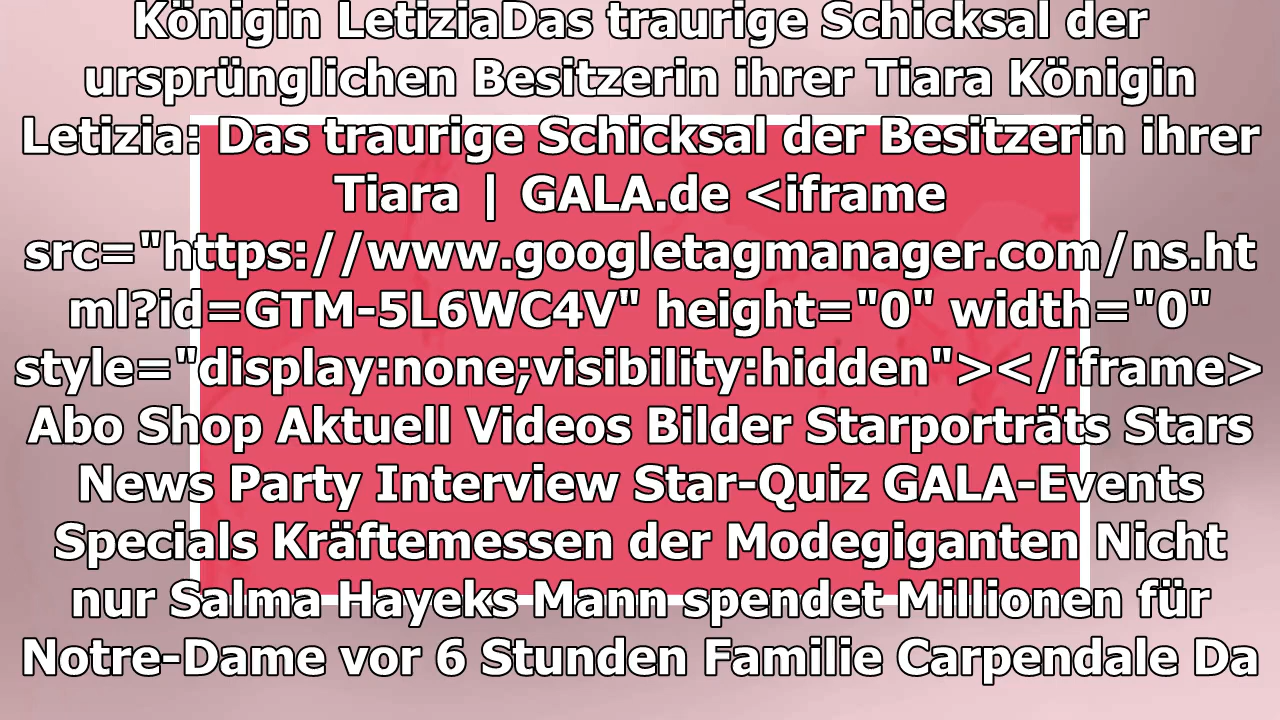 Königin LetiziaDas traurige Schicksal der
ursprünglichen Besitzerin ihrer Tiara Königin
Letizia: Das traurige Schicksal der Besitzerin ihrer
Tiara | GALA.de <iframe
src="https://www.googletagmanager.com/ns.ht
ml?id=GTM-5L6WC4V" height="0" width="0"
style="display:none;visibility:hidden"></iframe>
Abo Shop Aktuell Videos Bilder Starporträts Stars
News Party Interview Star-Quiz GALA-Events
Specials Kräftemessen der Modegiganten Nicht
nur Salma Hayeks Mann spendet Millionen für
Notre-Dame vor 6 Stunden Familie Carpendale Da